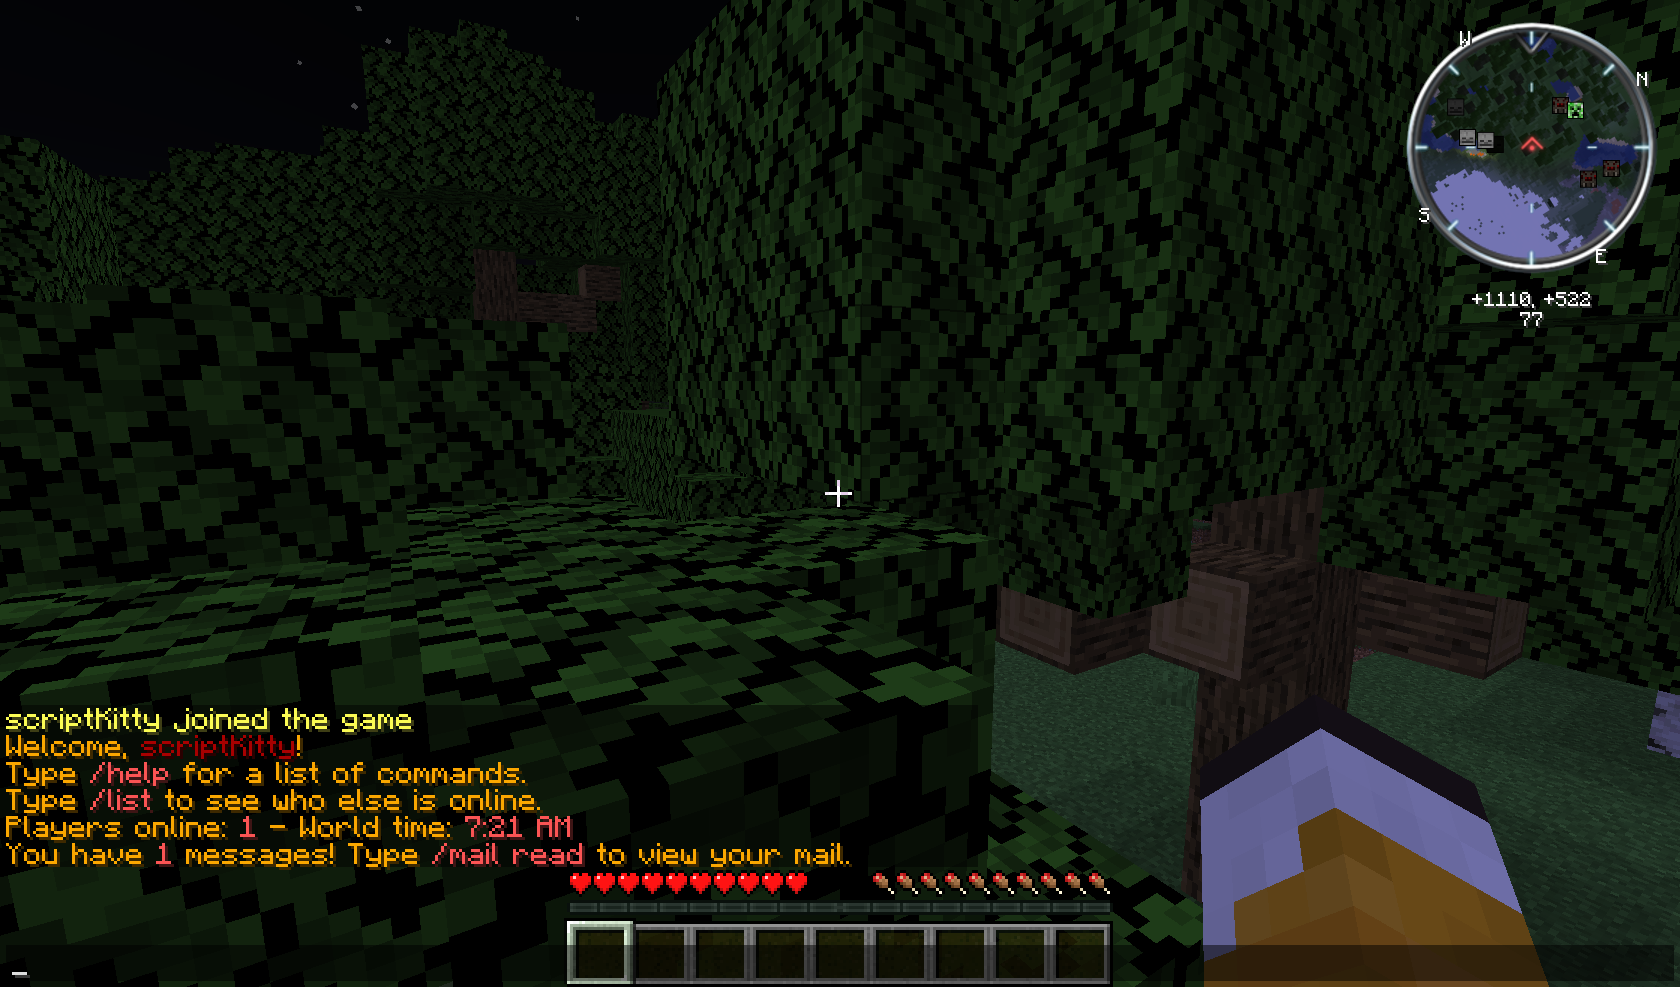 W
N
S
E
+1110, +522
77
scriptKitty joined the game
Welcome, scriptKitty!
Type /help for a list of commands.
Type /list to see who else is online.
Players online: 1 - World time: 7:21 AM
You have 1 messages! Type /mail read to view your mail.
_